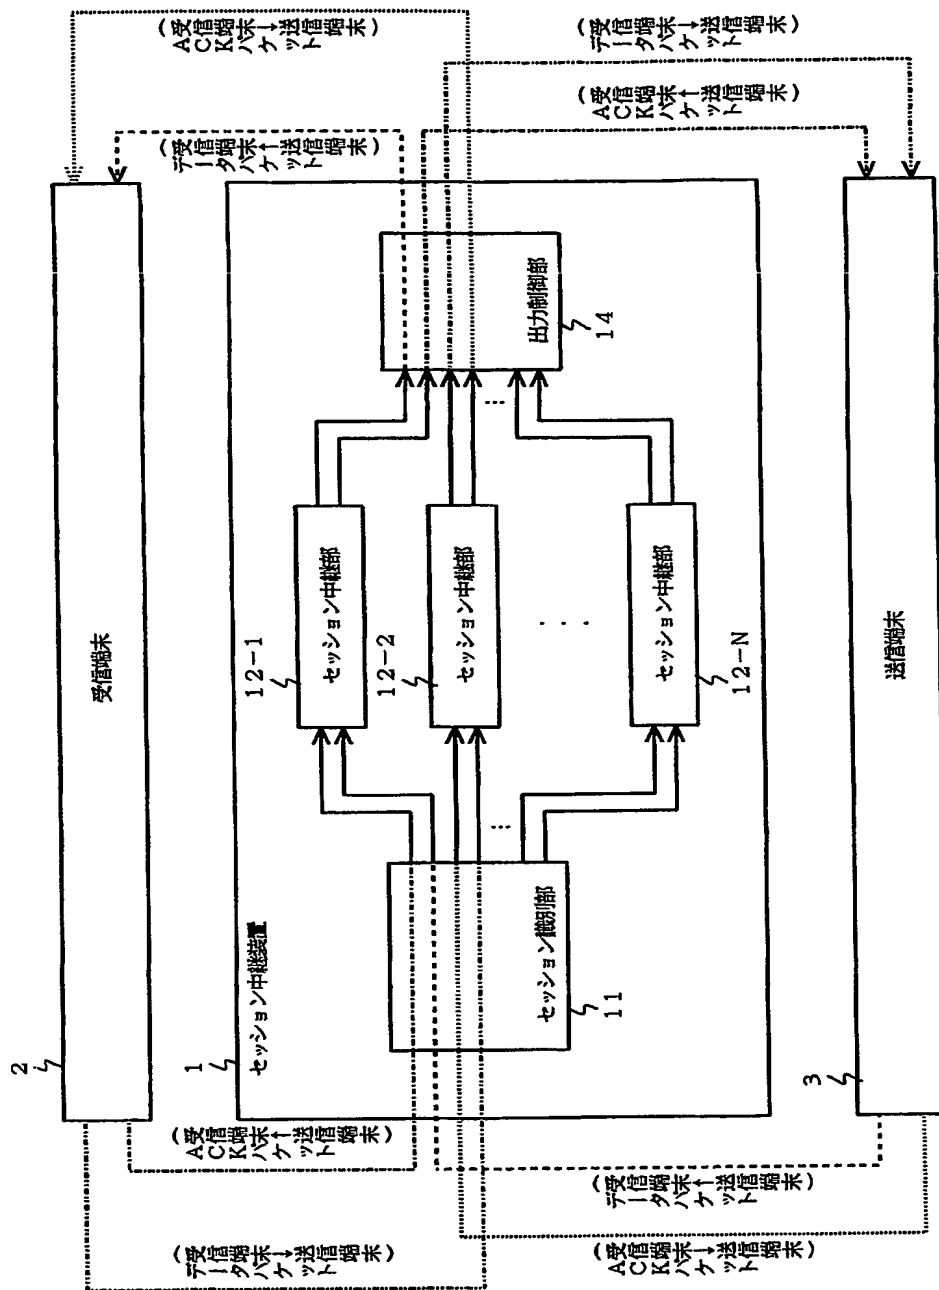 ACKパケット
(受信端末→送信端末)
データパケット
(受信端末←送信端末)
データパケット
(受信端末→送信端末)
ACKパケット
(受信端末←送信端末)
2
受信端末
1
セッション中継装置
セッション識別部
11
12-1
セッション中継部
12-2
セッション中継部
・・・・
セッション中継部
12-N
…
…
出力制御部
14
3
送信端末
ACKパケット
(受信端末←送信端末)
データパケット
(受信端末→送信端末)
データパケット
(受信端末←送信端末)
ACKパケット
(受信端末→送信端末)